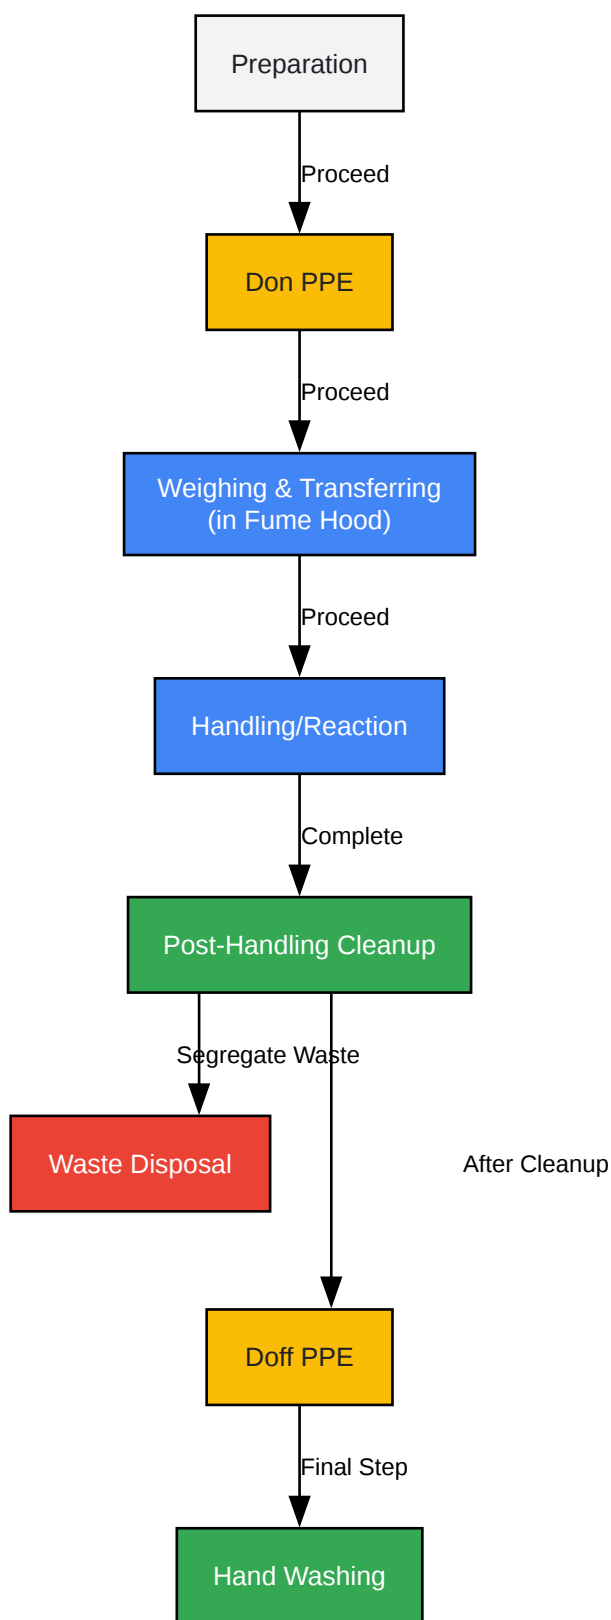 Preparation
Proceed
Don PPE
Proceed
Weighing & Transferring
(in Fume Hood)
Proceed
Handling/Reaction
Complete
Post-Handling Cleanup
Segregate Waste
Waste Disposal
After Cleanup
Doff PPE
Final Step
Hand Washing